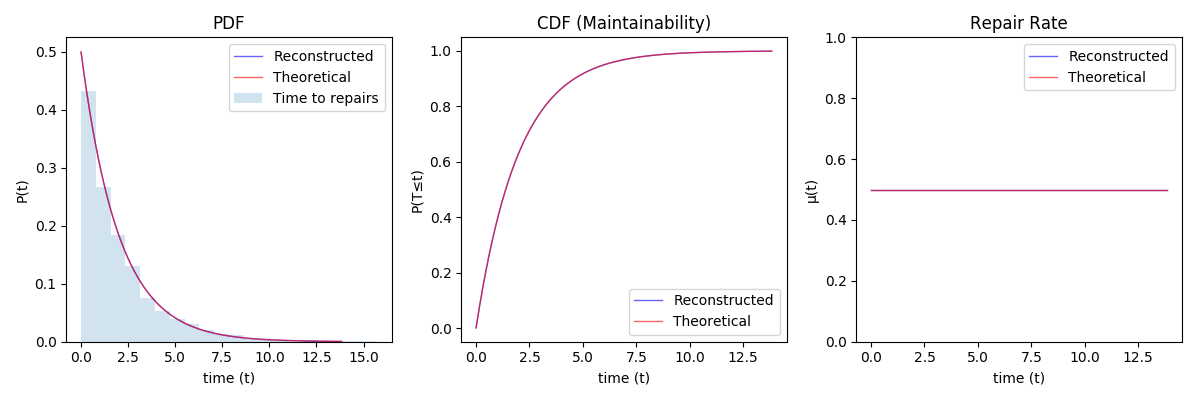 PDF
P(t)
0.0
0.1
0.2
0.3
0.4
0.5
0.0 2.5 5.0 7.5 10.0 12.5 15.0
time (t)
Reconstructed
Theoretical
Time to repairs
CDF (Maintainability)
P(T≤t)
0.0
0.2
0.4
0.6
0.8
1.0
0.0 2.5 5.0 7.5 10.0 12.5
time (t)
Reconstructed
Theoretical
Repair Rate
μ(t)
0.0
0.2
0.4
0.6
0.8
1.0
0.0 2.5 5.0 7.5 10.0 12.5
time (t)
Reconstructed
Theoretical